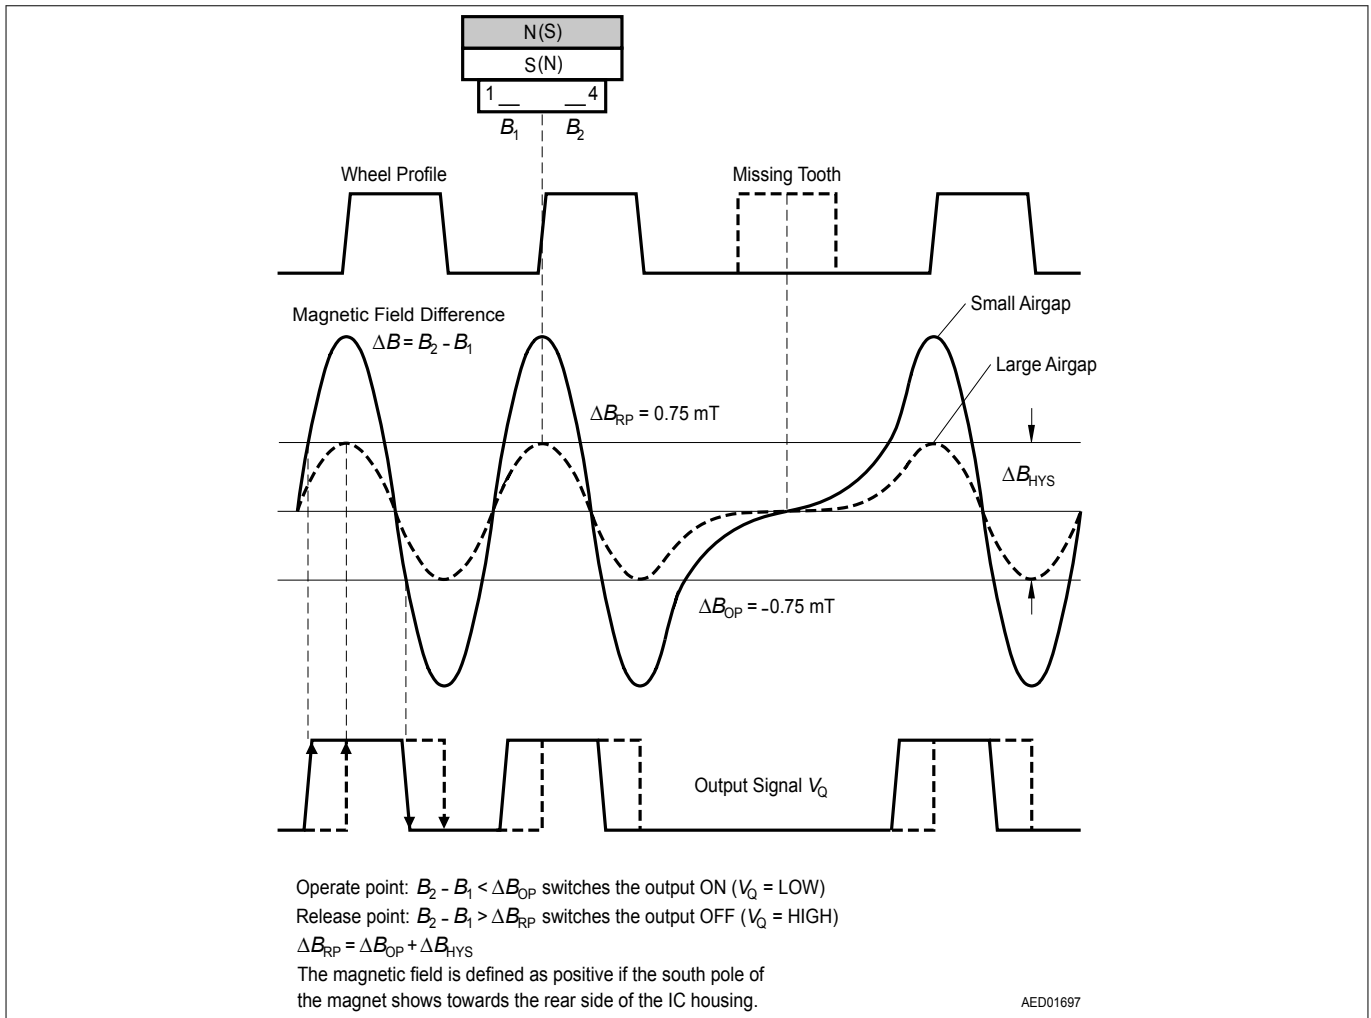 N(S)
S(N)
1 4
B1 B2
Wheel Profile
Missing Tooth
Magnetic Field Difference
ΔB = B2 - B1
Small Airgap
Large Airgap
ΔBRP = 0.75 mT
ΔBHYS
ΔBOP = -0.75 mT
Output Signal VQ
Operate point: B2 - B1 < ΔBOP switches the output ON (VQ = LOW)
Release point: B2 - B1 > ΔBRP switches the output OFF (VQ = HIGH)
ΔBRP = ΔBOP + ΔBHYS
The magnetic field is defined as positive if the south pole of
the magnet shows towards the rear side of the IC housing.
AED01697